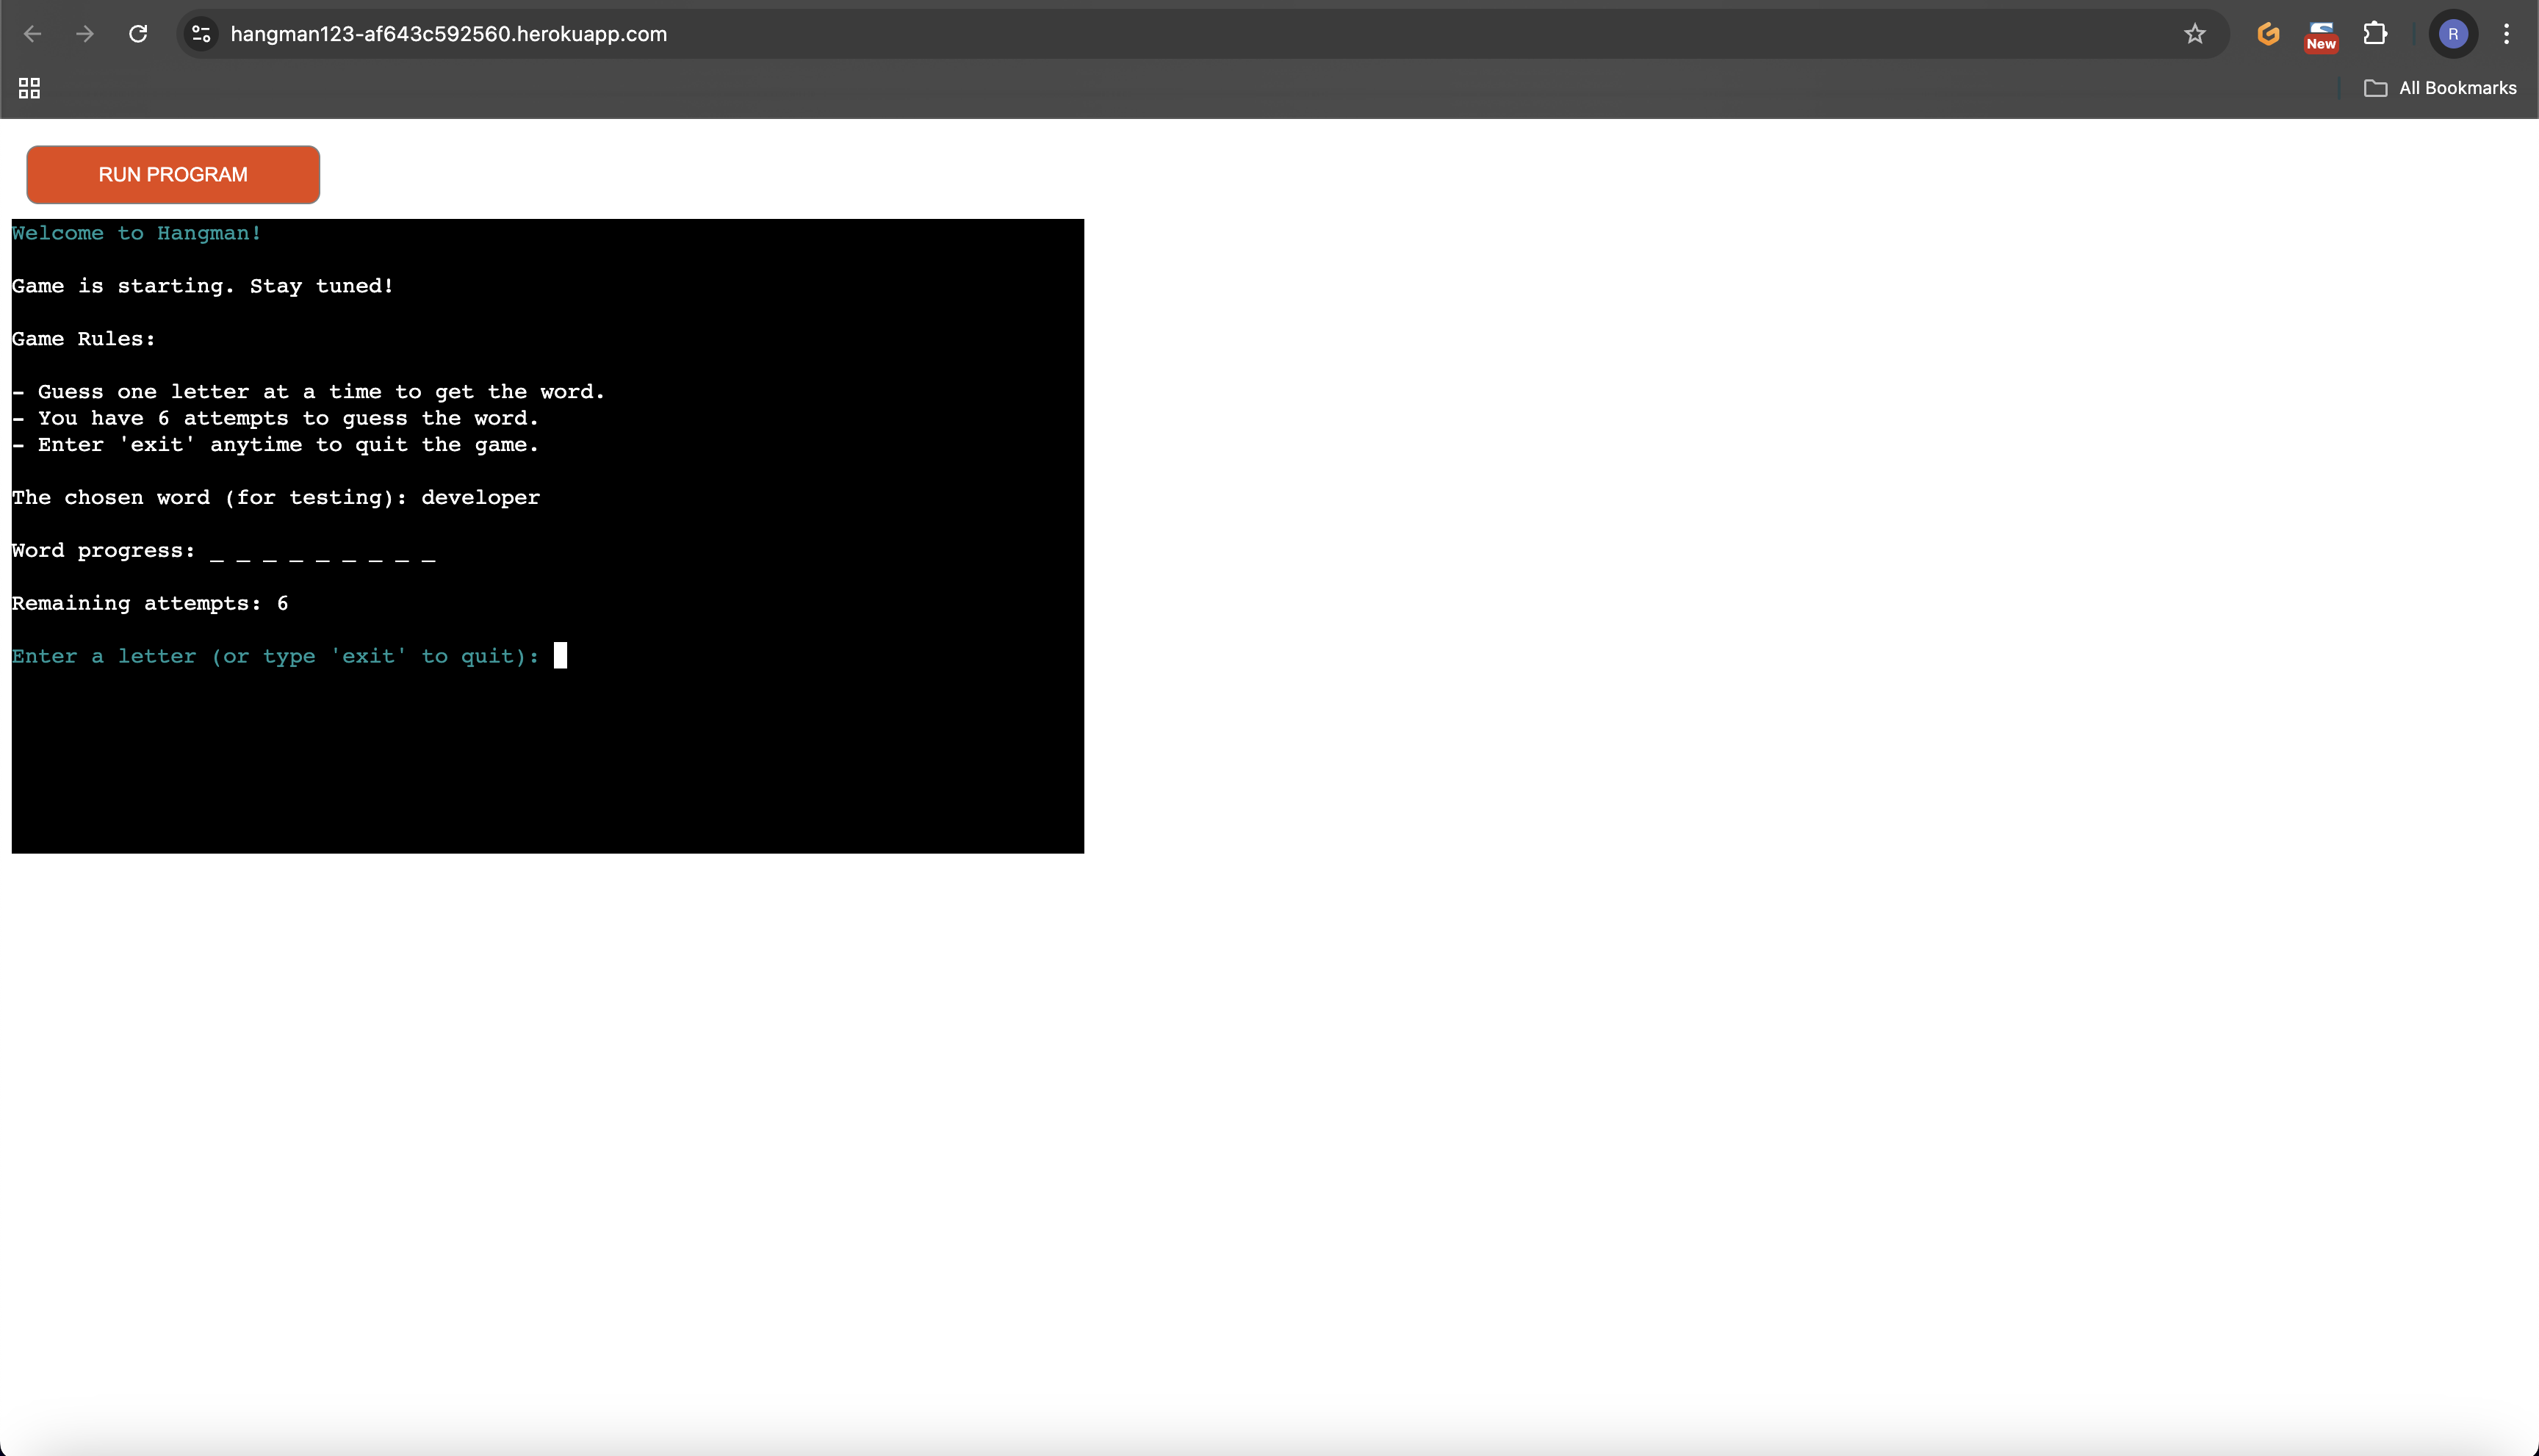 hangman123-af643c592560.herokuapp.com
New
R
All Bookmarks
RUN PROGRAM
Welcome to Hangman!
Game is starting. Stay tuned!
Game Rules:
- Guess one letter at a time to get the word.
- You have 6 attempts to guess the word.
- Enter 'exit' anytime to quit the game.
The chosen word (for testing): developer
Word progress: _ _ _ _ _ _ _ _ _
Remaining attempts: 6
Enter a letter (or type 'exit' to quit):